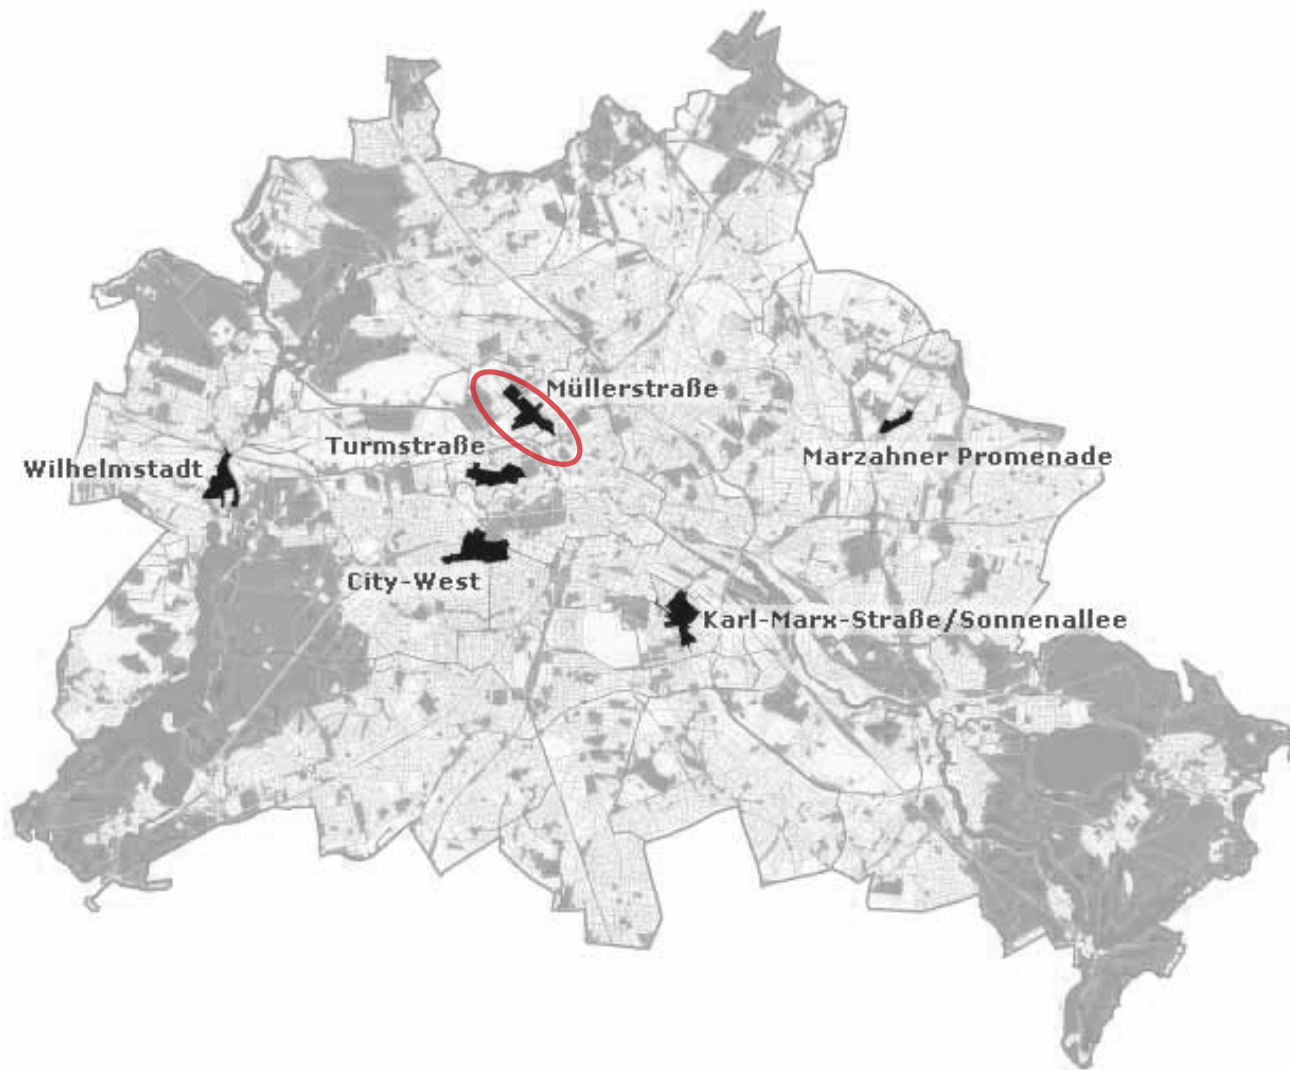 Müllerstraße
Turmstraße
Wilhelmstadt
Marzahner Promenade
City-West
Karl-Marx-Straße/Sonnenallee